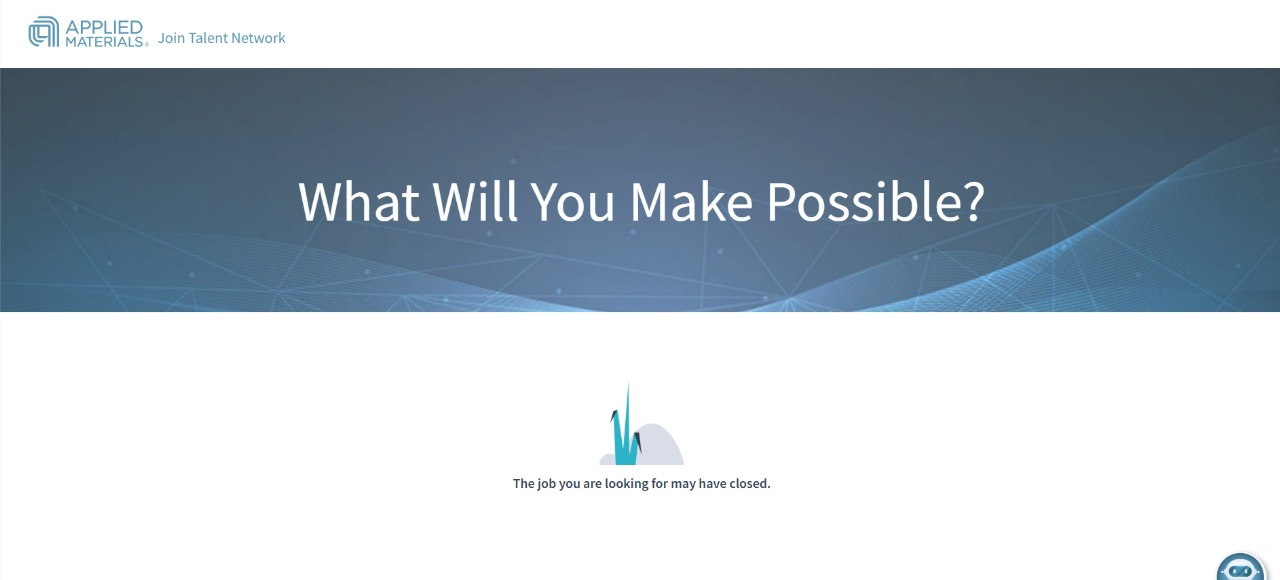 APPLIED
MATERIALS®
Join Talent Network
What Will You Make Possible?
The job you are looking for may have closed.